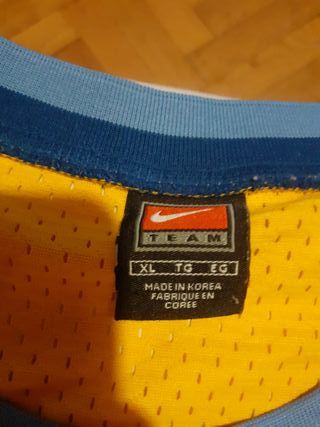 TEAM
XL TG EG
MADE IN KOREA
FABRIQUE EN
COREE